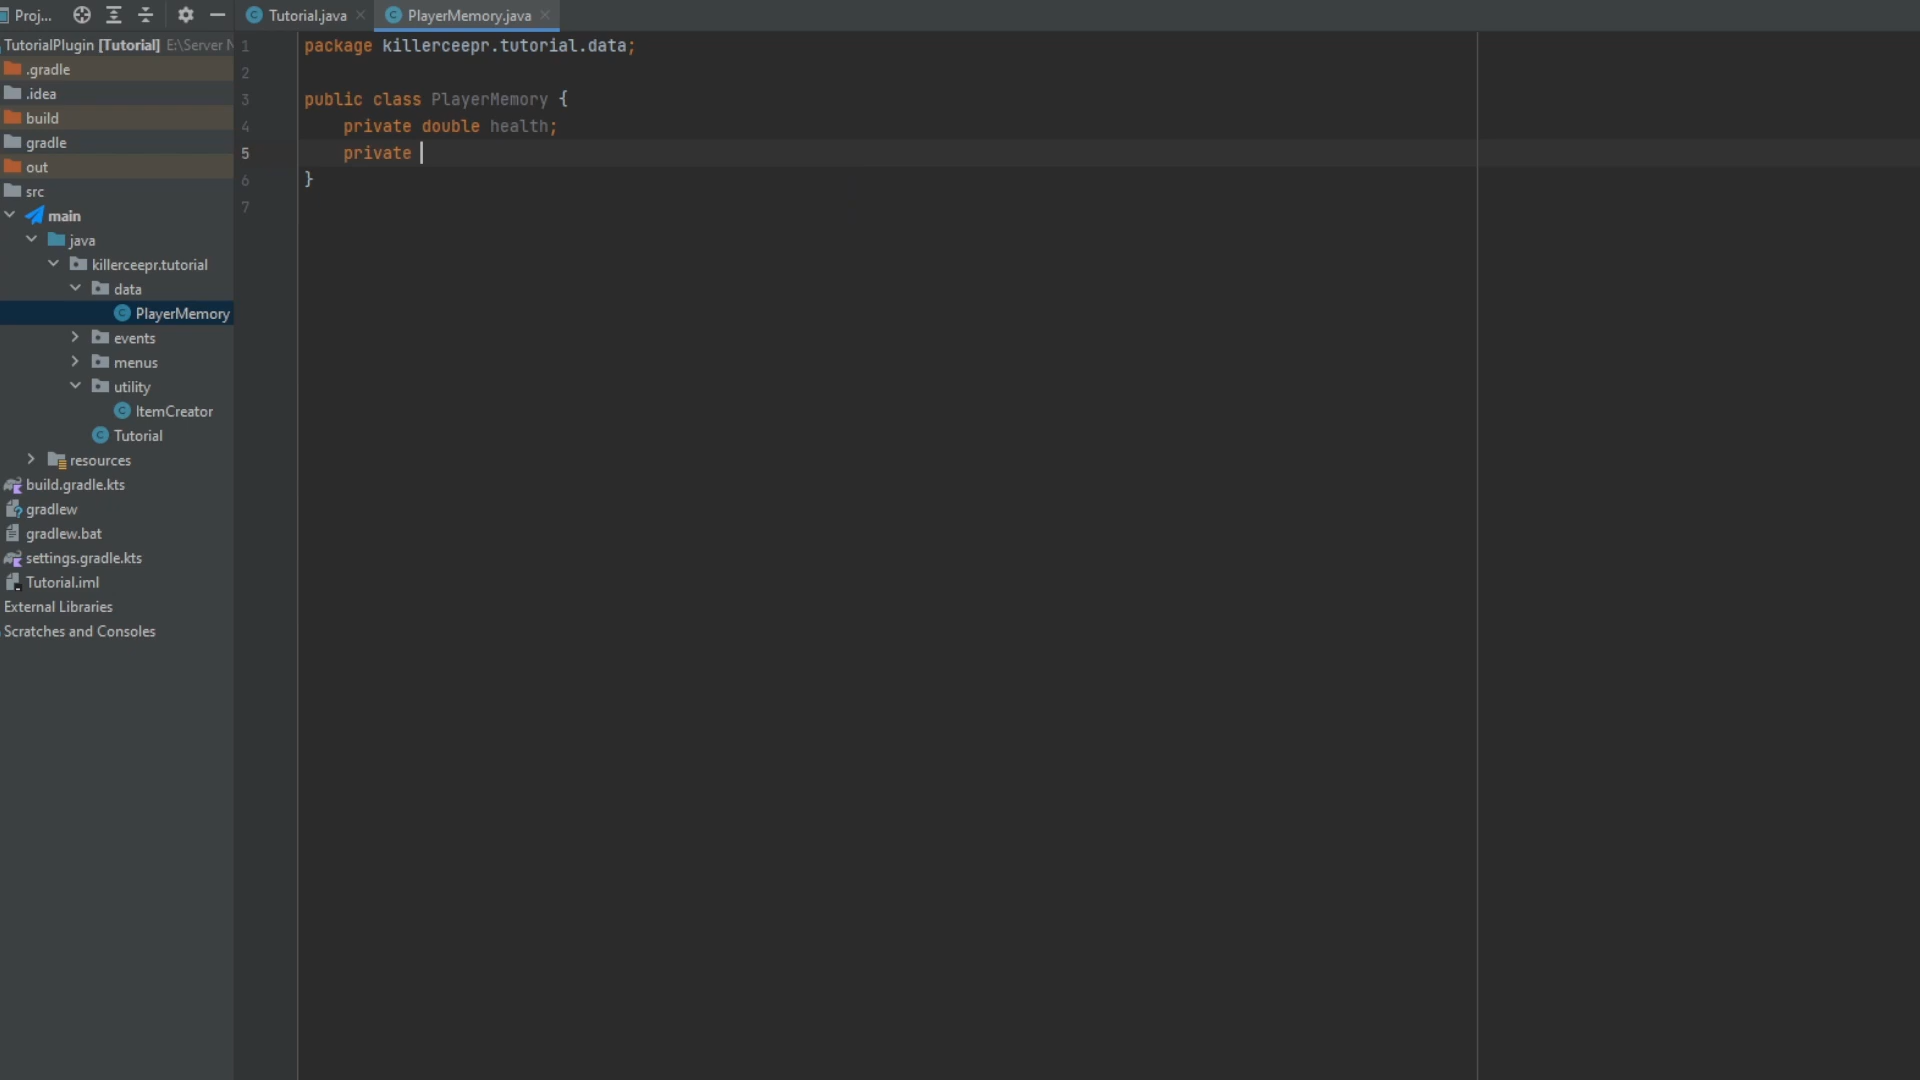 Proj...
Tutorial.java
PlayerMemory.java
TutorialPlugin [Tutorial] E:\Server N
.gradle
.idea
build
gradle
out
src
main
java
killerceepr.tutorial
data
PlayerMemory
events
menus
utility
ItemCreator
Tutorial
resources
build.gradle.kts
gradlew
gradlew.bat
settings.gradle.kts
Tutorial.iml
External Libraries
Scratches and Consoles
1 package killerceepr.tutorial.data;
2
3 public class PlayerMemory {
4 private double health;
5 private
6 }
7